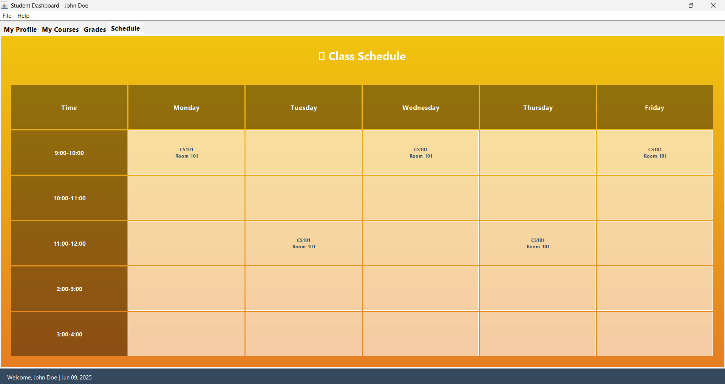 Student Dashboard - John Doe
File Help
My Profile My Courses Grades Schedule
Class Schedule
Time Monday Tuesday Wednesday Thursday Friday
9:00-10:00 CS101 CS101 CS101
Room 101 Room 101 Room 101
10:00-11:00
11:00-12:00 CS101 CS101
Room 101 Room 101
2:00-3:00
3:00-4:00
Welcome, John Doe | Jun 09, 2025